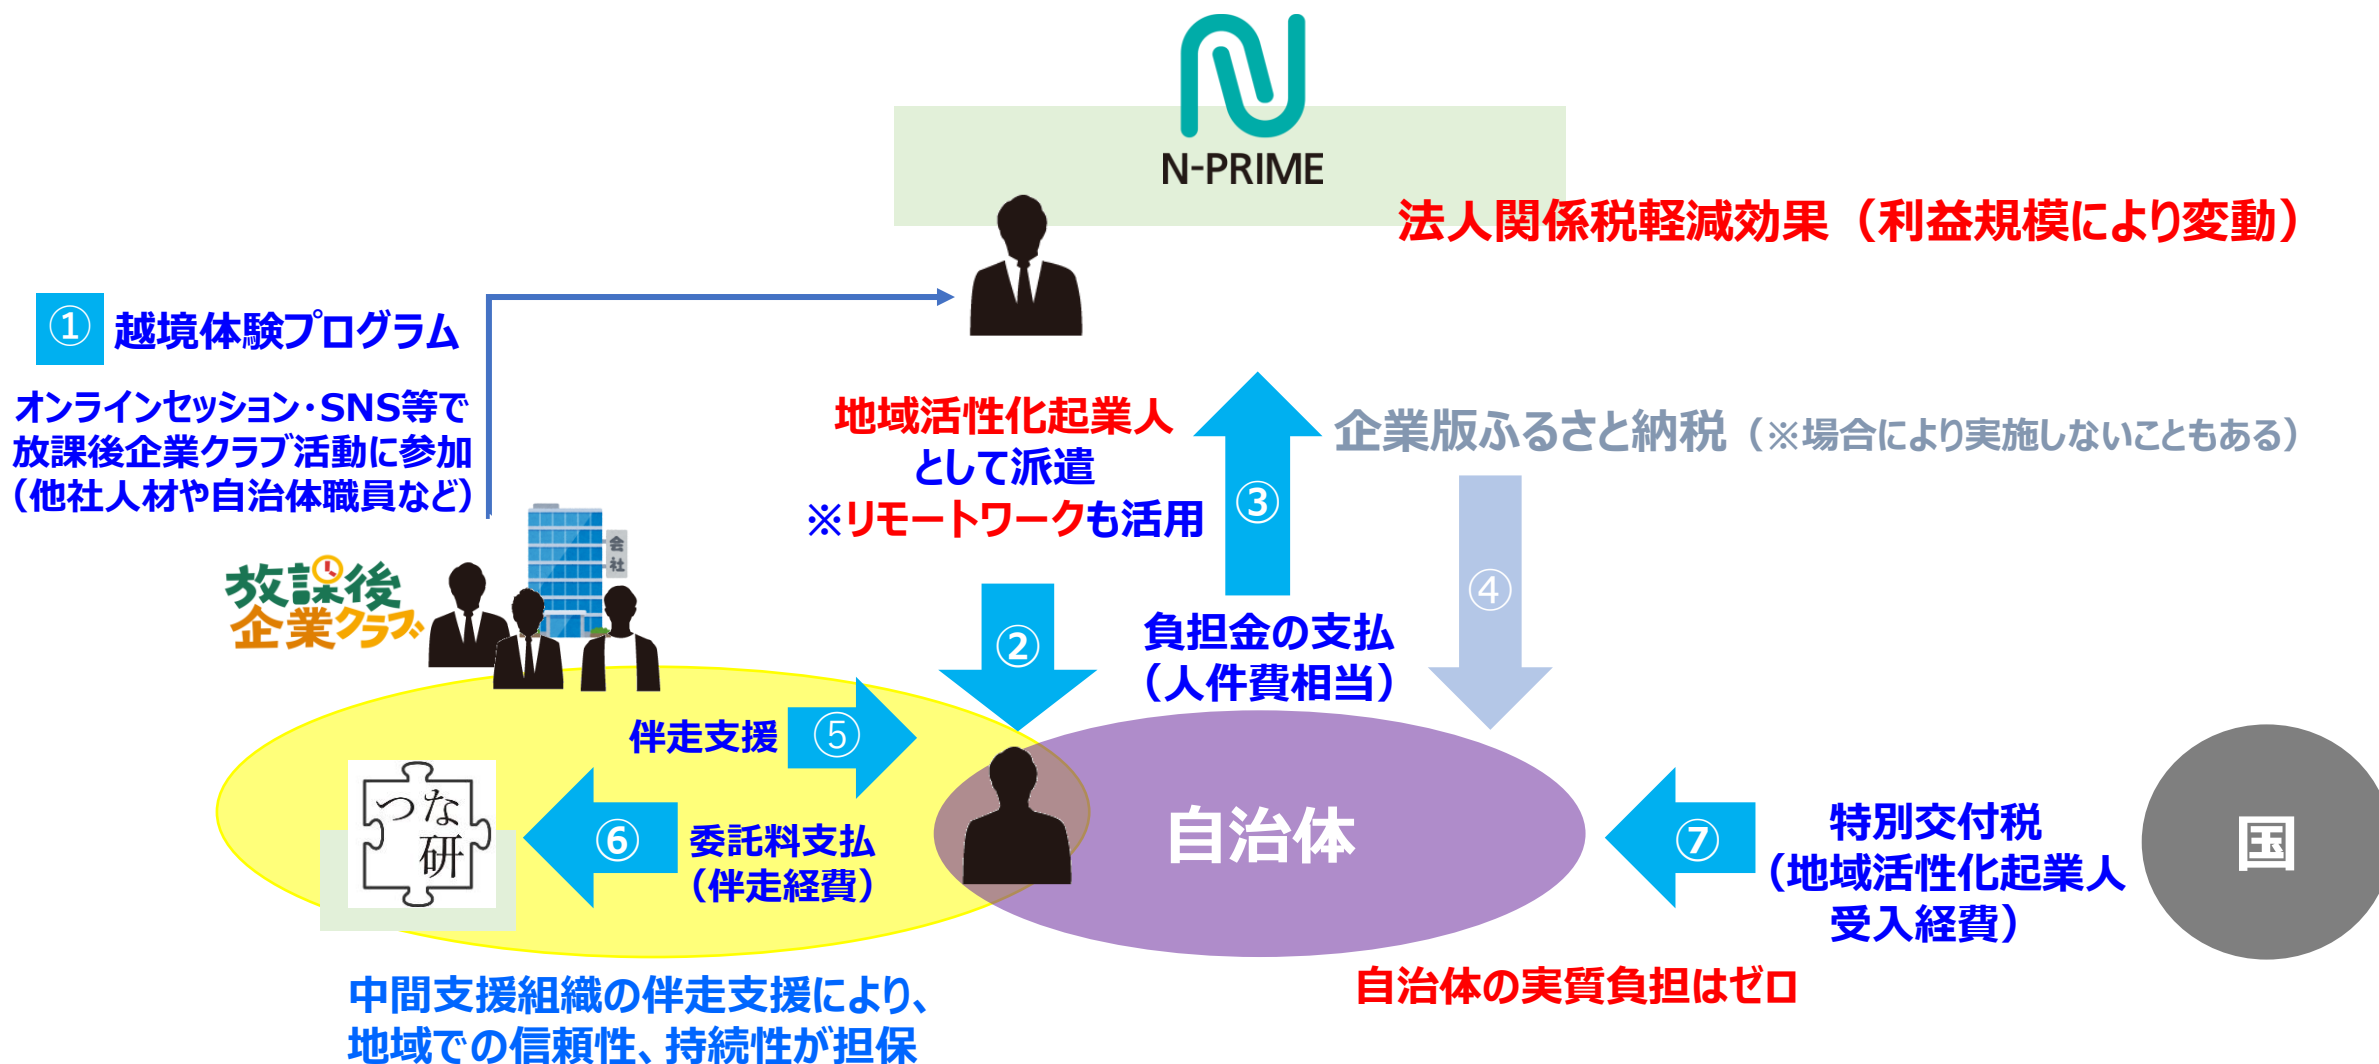 N-PRIME
法人関係税軽減効果（利益規模により変動）
① 越境体験プログラム
オンラインセッション・SNS等で
放課後企業クラブ活動に参加
（他社人材や自治体職員など）
地域活性化起業人
として派遣
※リモートワークも活用
③
企業版ふるさと納税（※場合により実施しないこともある）
④
会社
放課後
企業クラブ
②
負担金の支払
（人件費相当）
伴走支援
⑤
つな研
⑥
委託料支払
（伴走経費）
自治体
⑦
特別交付税
（地域活性化起業人
受入経費）
国
自治体の実質負担はゼロ
中間支援組織の伴走支援により、
地域での信頼性、持続性が担保